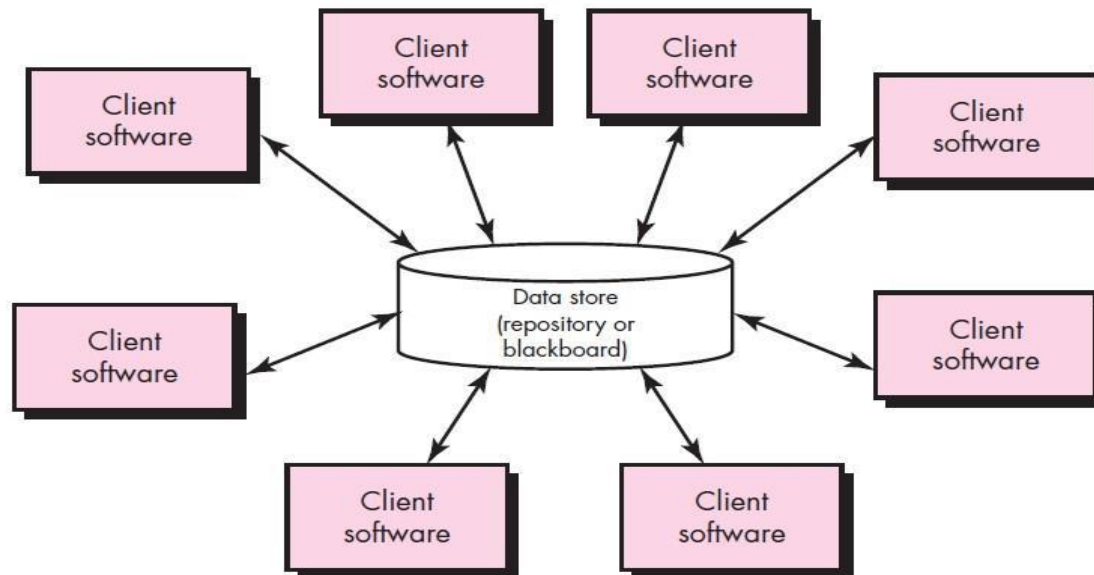 Client
software
Client
software
Client
software
Client
software
Data store
(repository or
blackboard)
Client
software
Client
software
Client
software
Client
software